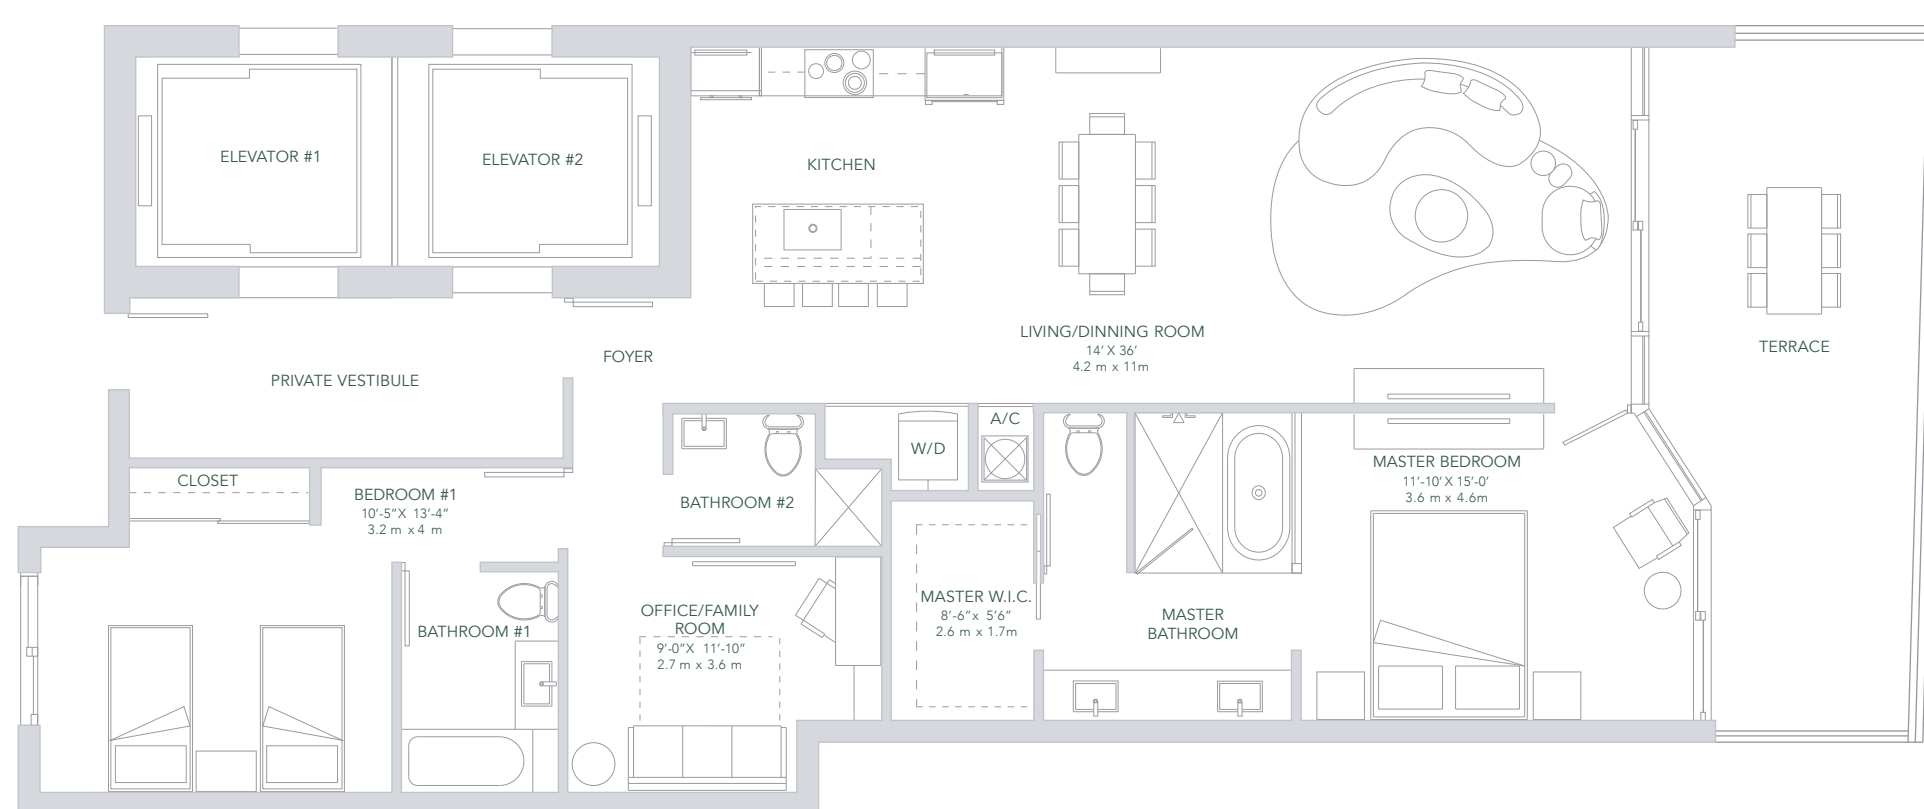 ELEVATOR #1
ELEVATOR #2
KITCHEN
LIVING/DINNING ROOM
14' X 36'
4.2 m x 11m
TERRACE
FOYER
PRIVATE VESTIBULE
A/C
W/D
CLOSET
BEDROOM #1
10'-5"X 13'-4"
3.2 m x 4 m
BATHROOM #2
MASTER BEDROOM
11'-10' X 15'-0'
3.6 m x 4.6m
BATHROOM #1
OFFICE/FAMILY
ROOM
9'-0"X 11'-10"
2.7 m x 3.6 m
MASTER W.I.C.
8'-6"x 5'6"
2.6 m x 1.7m
MASTER
BATHROOM